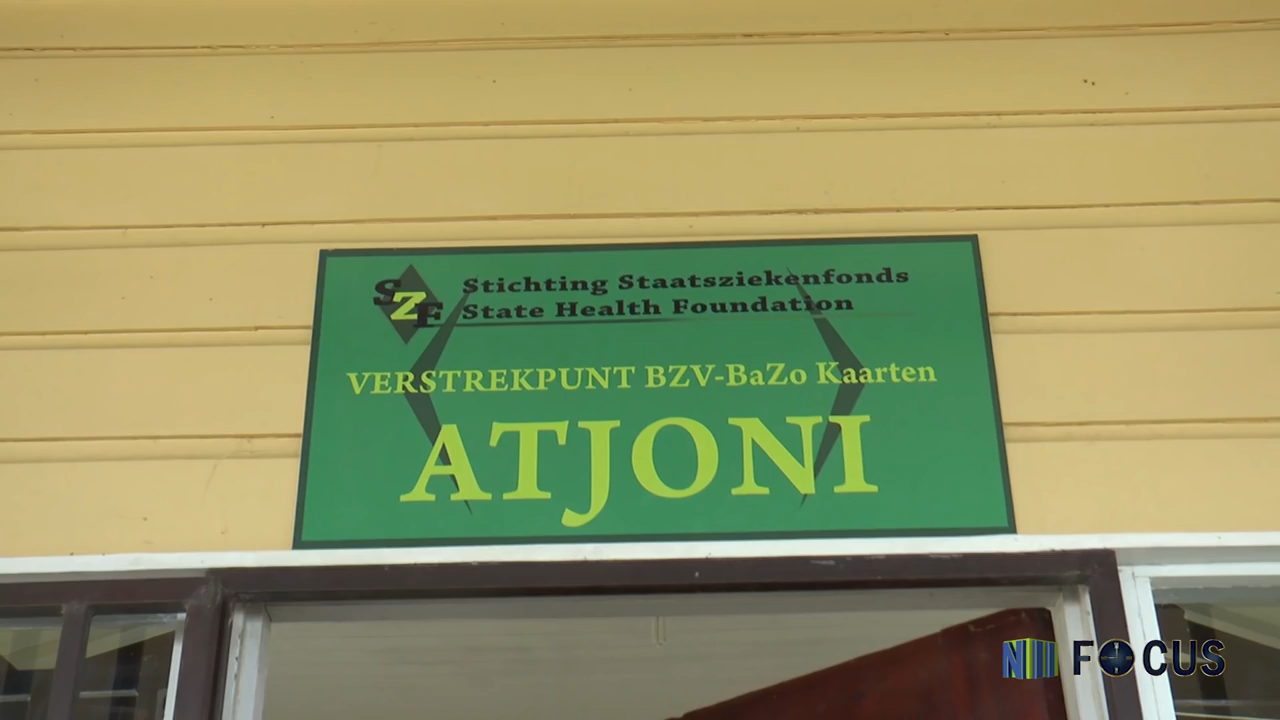 SZF
Stichting Staatsziekenfonds
State Health Foundation
VERSTREKPUNT BZV-BaZo Kaarten
ATJONI
N FOCUS